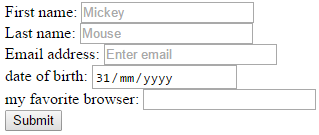 First name: Mickey
Last name: Mouse
Email address: Enter email
date of birth: 31/mm/yyyy
my favorite browser:
Submit